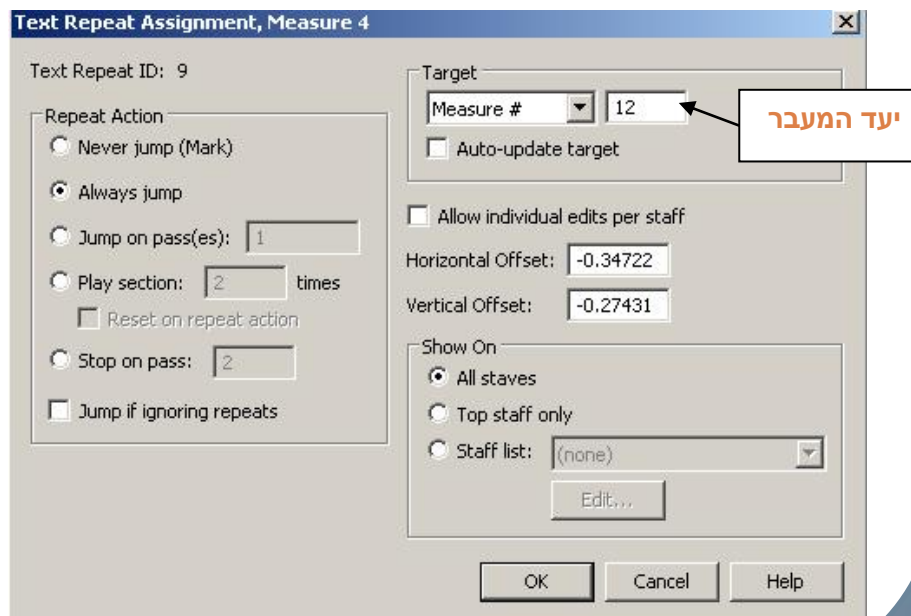 Text Repeat Assignment, Measure 4
Text Repeat ID: 9
Repeat Action
Never jump (Mark)
Always jump
Jump on pass(es): 1
Play section: 2 times
Reset on repeat action
Stop on pass: 2
Jump if ignoring repeats
Target
Measure # 12
Auto-update target
יעד המעבר
Allow individual edits per staff
Horizontal Offset: -0.34722
Vertical Offset: -0.27431
Show On
All staves
Top staff only
Staff list: (none)
Edit...
OK Cancel Help